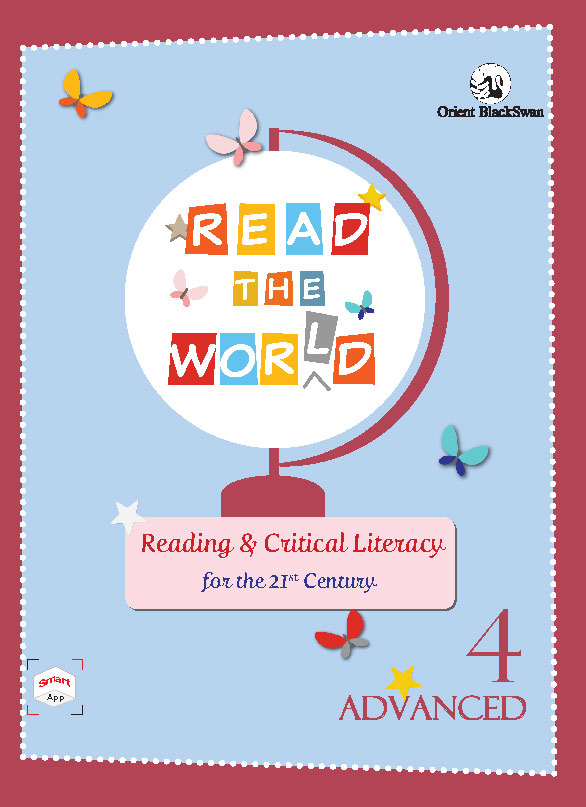 Orient BlackSwan
READ
THE
WORLD
Reading & Critical Literacy
for the 21st Century
4
ADVANCED
smart
App